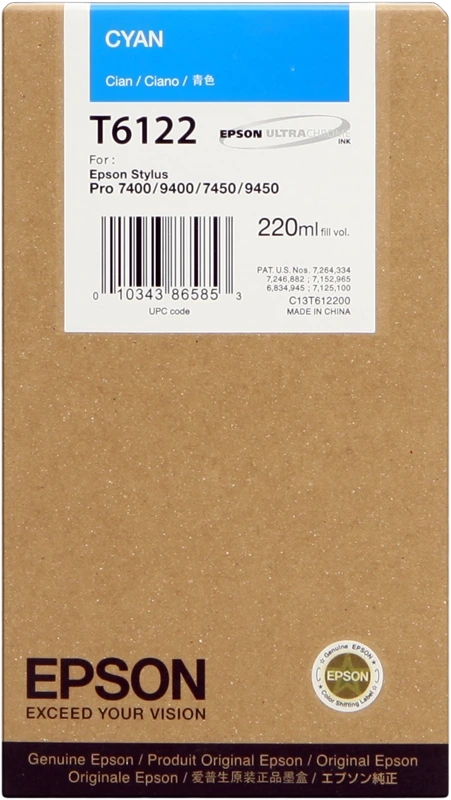 CYAN
Cian / Ciano / 青色
T6122
EPSON ULTRACHROME
INK
For :
Epson Stylus
Pro 7400/9400/7450/9450
220ml fill vol.
0 10343 86585 3
UPC code
PAT. U.S. Nos. 7,264,334
7,246,882 ; 7,152,965
6,834,945 ; 7,125,100
C13T612200
MADE IN CHINA
EPSON
EXCEED YOUR VISION
Genuine EPSON
EPSON
Color Shifting Label
Genuine Epson / Produit Original Epson / Original Epson
Originale Epson / 爱普生原装正品墨盒 / エプソン純正